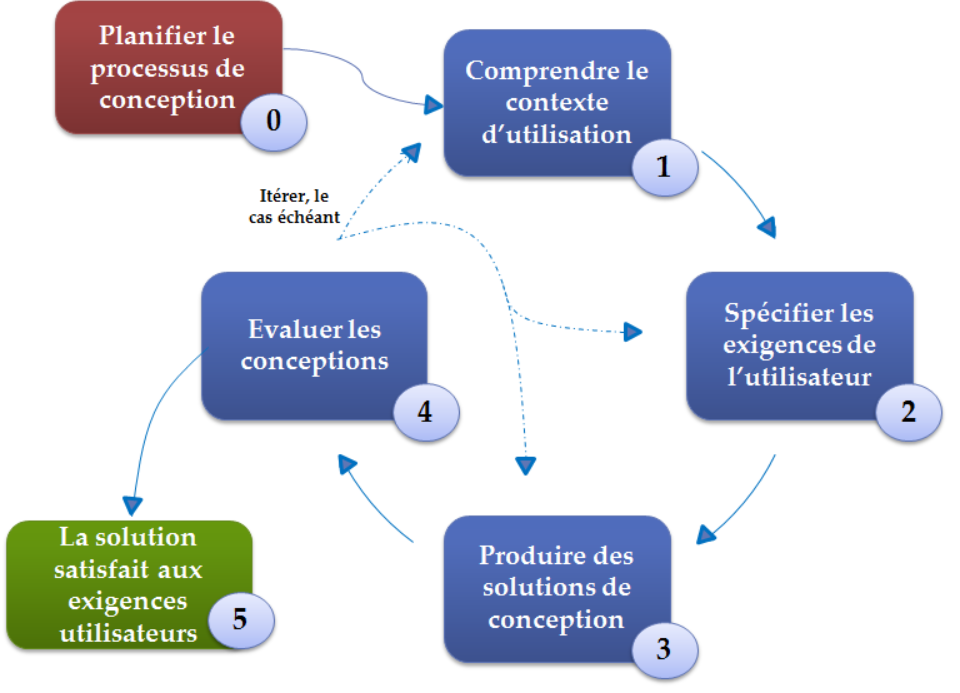 Planifier le
processus de
conception
0
Comprendre le
contexte
d'utilisation
1
Itérer, le
cas échéant
Spécifier les
exigences de
l'utilisateur
2
Produire des
solutions de
conception
3
Evaluer les
conceptions
4
La solution
satisfait aux
exigences
utilisateurs
5